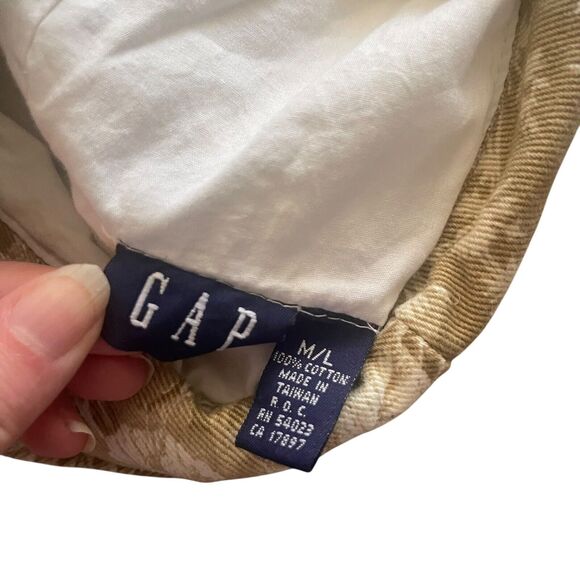 GAP
M/L
100% COTTON
MADE IN
TAIWAN
R.O.C.
RN 54023
CA 17897